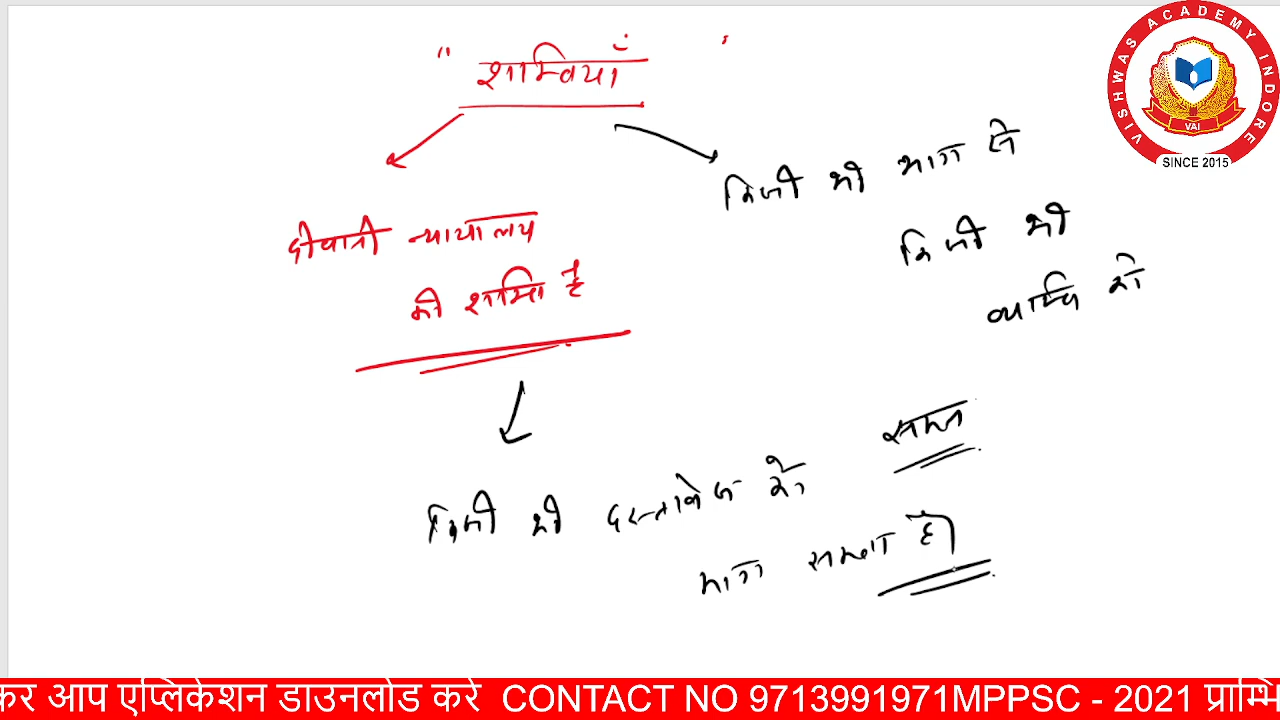 " शक्तियाँ "
दीवानी न्यायालय
की शक्ति है
किसी भी भाग से
किसी भी
व्यक्ति को
समन
किसी भी दस्तावेज को
मांग सकता है।
VISHWAS ACADEMY INDORE
VAI
SINCE 2015
कर आप एप्लिकेशन डाउनलोड करे CONTACT NO 9713991971MPPSC - 2021 प्राम्भि